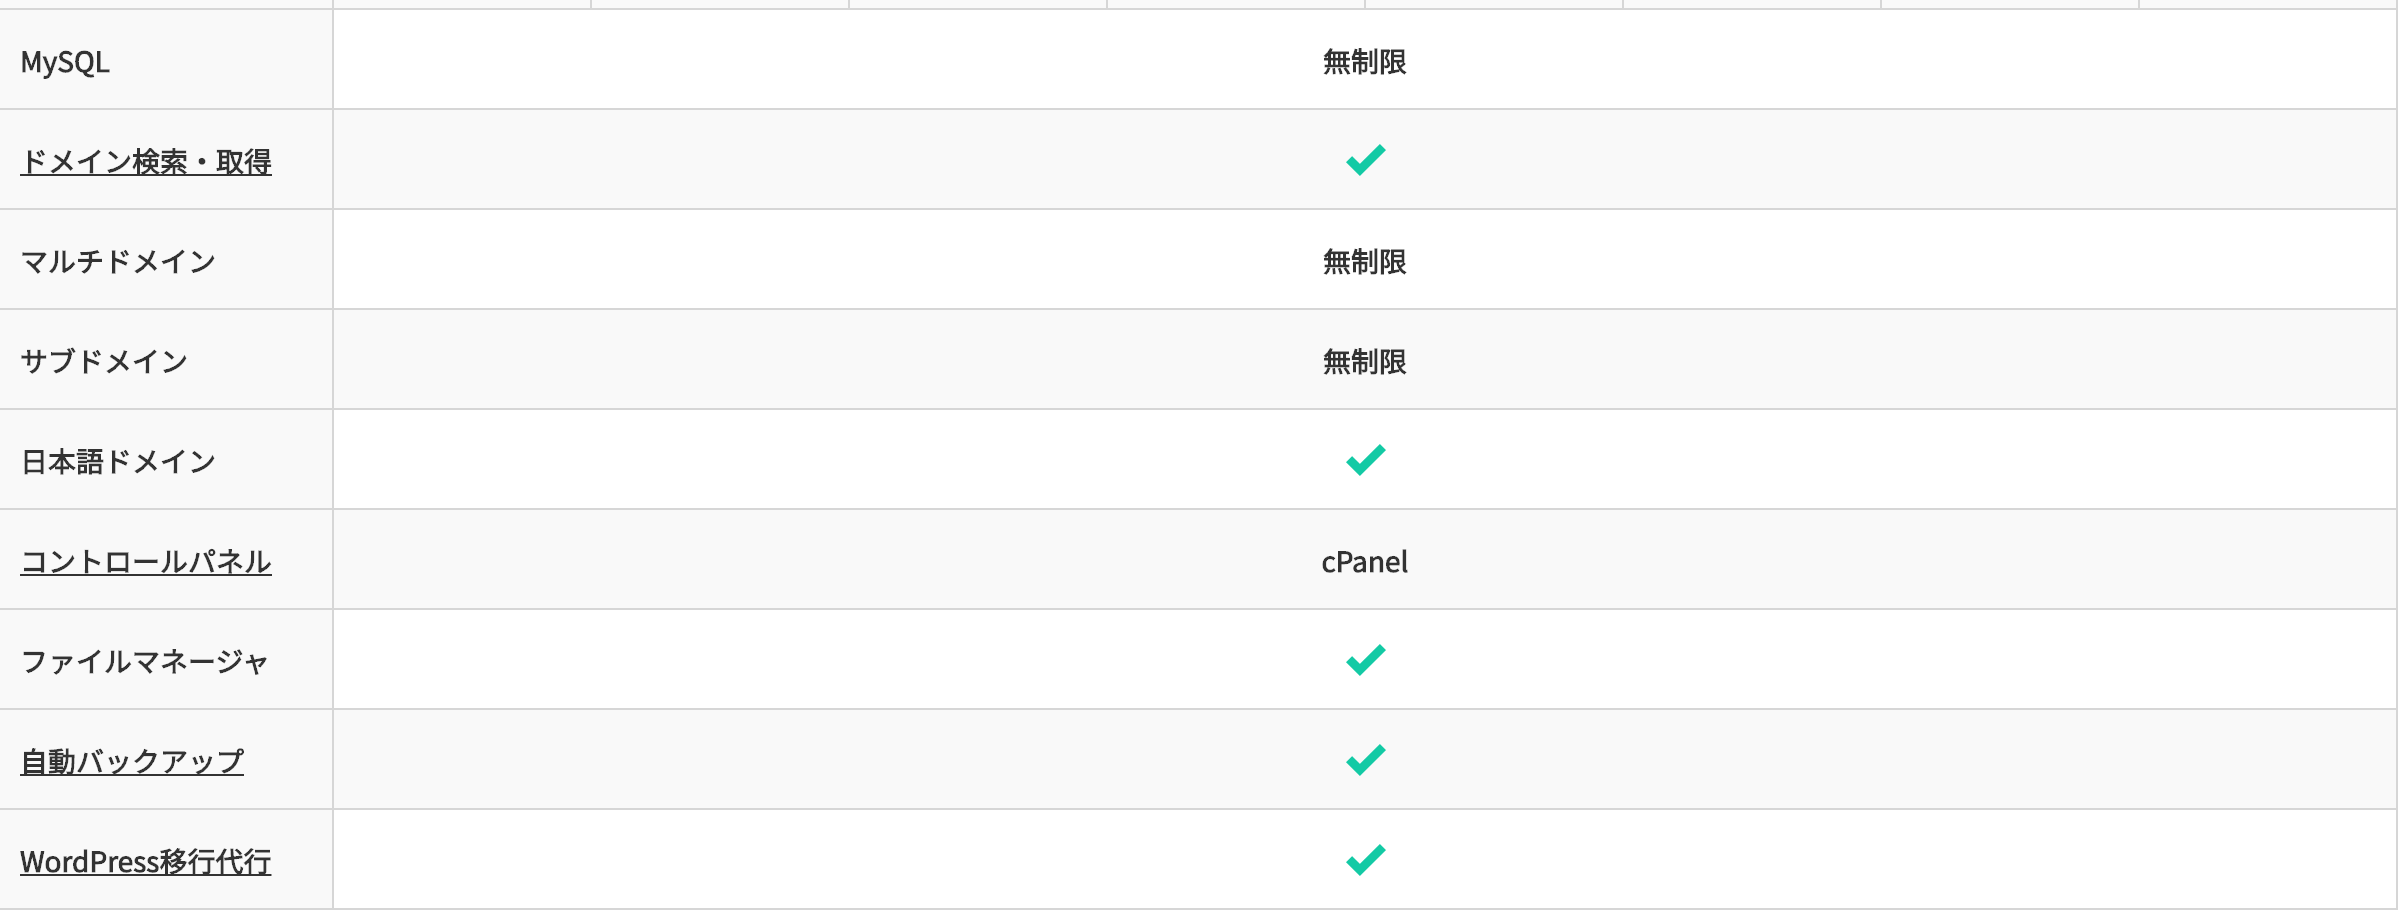 MySQL 無制限
ドメイン検索・取得
マルチドメイン 無制限
サブドメイン 無制限
日本語ドメイン
コントロールパネル cPanel
ファイルマネージャ
自動バックアップ
WordPress移行代行